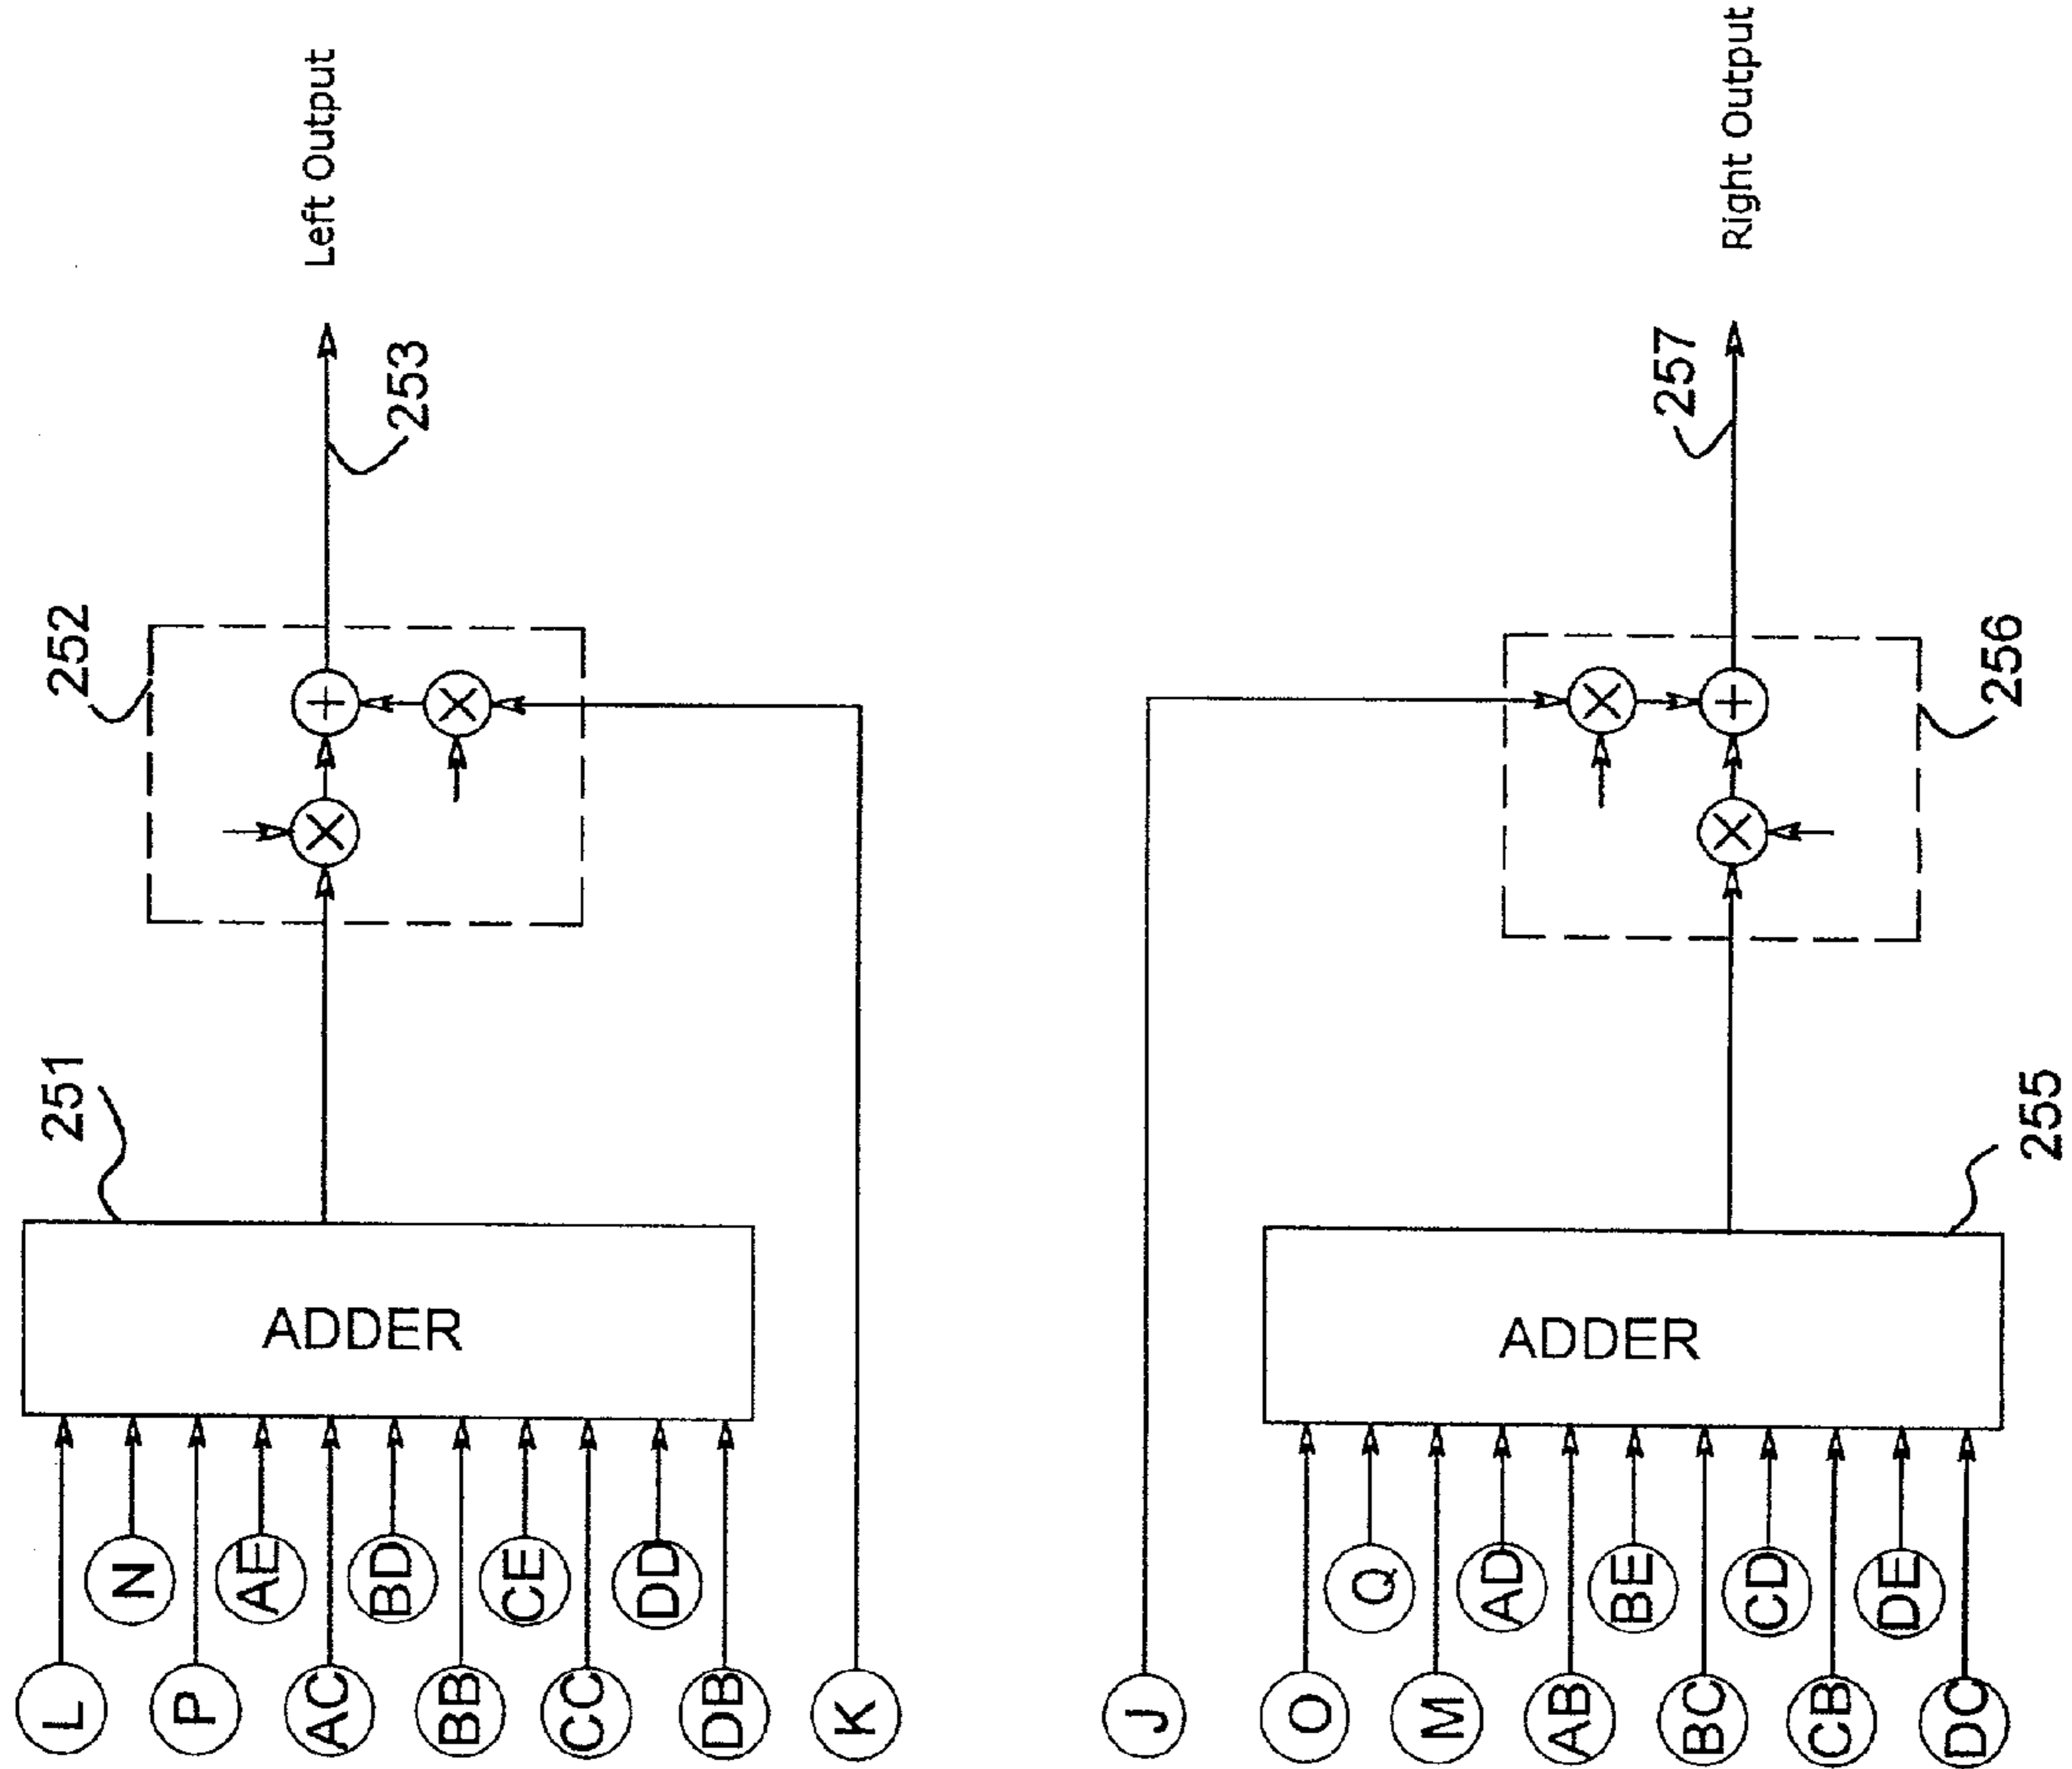 Left Output
Right Output
253
257
252
256
251
255
ADDER
ADDER
N
AE
BD
CE
DD
Q
AD
BE
CD
DE
L
P
AC
BB
CC
DB
K
J
O
M
AB
BC
CB
DC